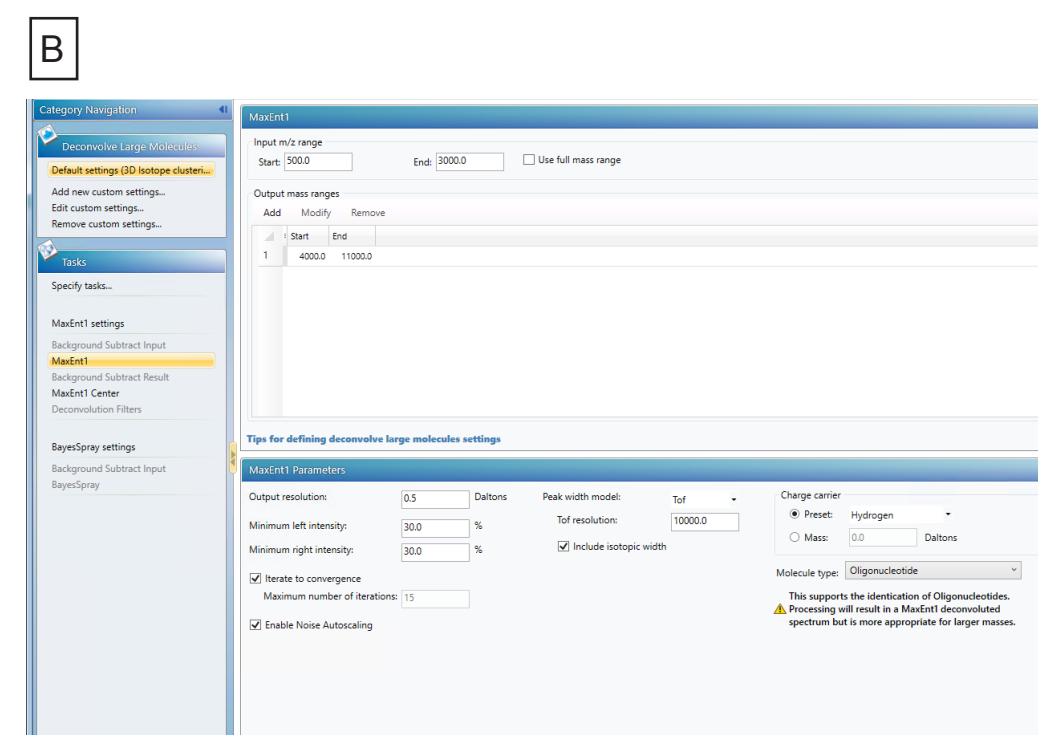 B
Category Navigation
Deconvolve Large Molecules
Default settings (3D Isotope clusteri...
Add new custom settings...
Edit custom settings...
Remove custom settings...
Tasks
Specify tasks...
MaxEnt1 settings
Background Subtract Input
MaxEnt1
Background Subtract Result
MaxEnt1 Center
Deconvolution Filters
BayesSpray settings
Background Subtract Input
BayesSpray
MaxEnt1
Input m/z range
Start: 500.0 End: 3000.0 Use full mass range
Output mass ranges
Add Modify Remove
Start End
1 4000.0 11000.0
Tips for defining deconvolve large molecules settings
MaxEnt1 Parameters
Output resolution: 0.5 Daltons
Minimum left intensity: 30.0 %
Minimum right intensity: 30.0 %
Iterate to convergence
Maximum number of iterations: 15
Enable Noise Autoscaling
Peak width model: Tof
Tof resolution: 10000.0
Include isotopic width
Charge carrier
Preset: Hydrogen
Mass: 0.0 Daltons
Molecule type: Oligonucleotide
This supports the identication of Oligonucleotides.
Processing will result in a MaxEnt1 deconvoluted
spectrum but is more appropriate for larger masses.